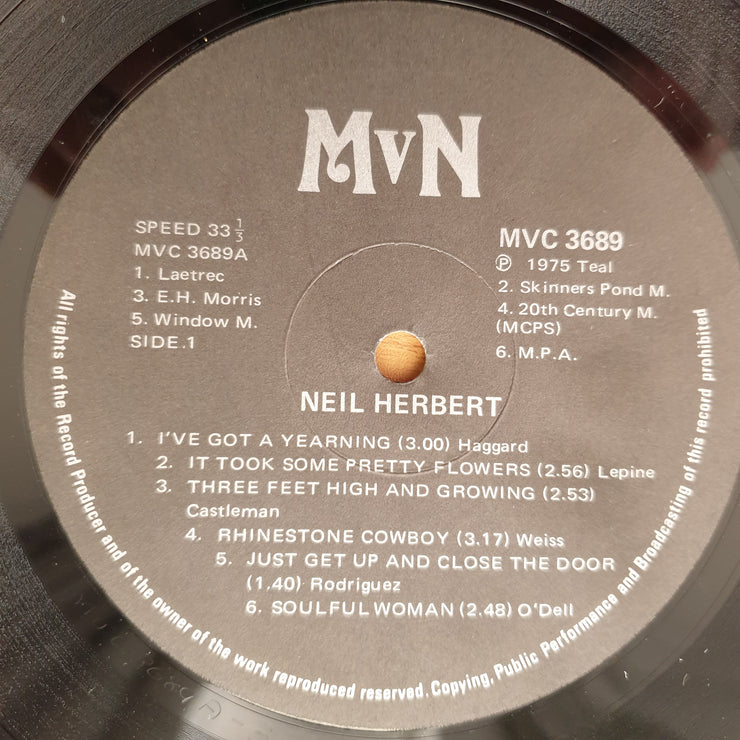 MVN
SPEED 33 1/3
MVC 3689A
1. Laetrec
3. E.H. Morris
5. Window M.
SIDE.1
MVC 3689
Ⓟ 1975 Teal
2. Skinners Pond M.
4. 20th Century M.
(MCPS)
6. M.P.A.
NEIL HERBERT
1. I'VE GOT A YEARNING (3.00) Haggard
2. IT TOOK SOME PRETTY FLOWERS (2.56) Lepine
3. THREE FEET HIGH AND GROWING (2.53)
Castleman
4. RHINESTONE COWBOY (3.17) Weiss
5. JUST GET UP AND CLOSE THE DOOR
(1.40) Rodriguez
6. SOULFUL WOMAN (2.48) O'Dell
All rights of the Record Producer and of the owner of the work reproduced reserved. Copying, Public Performance and Broadcasting of this record prohibited